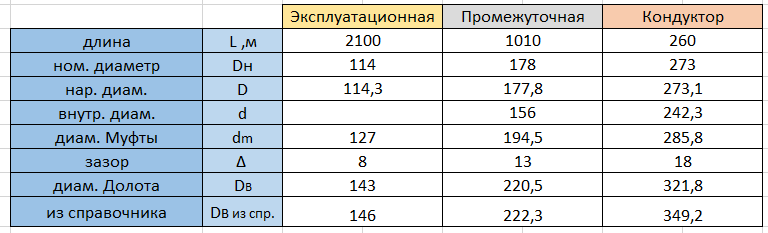 Эксплуатационная Промежуточная Кондуктор
длина L ,м 2100 1010 260
ном. диаметр Dн 114 178 273
нар. диам. D 114,3 177,8 273,1
внутр. диам. d 156 242,3
диам. Муфты dm 127 194,5 285,8
зазор Δ 8 13 18
диам. Долота Dв 143 220,5 321,8
из справочника Dв из спр. 146 222,3 349,2